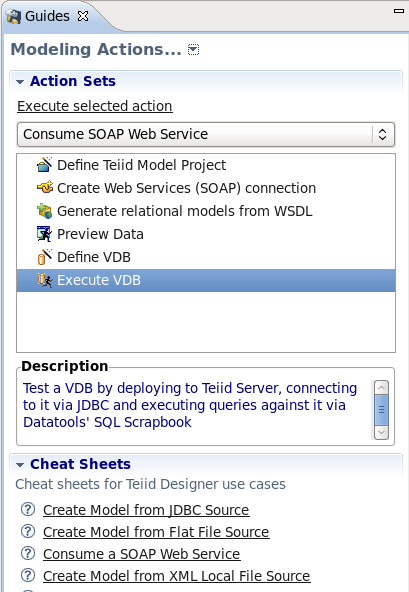 Guides
Modeling Actions...
Action Sets
Execute selected action
Consume SOAP Web Service
Define Teiid Model Project
Create Web Services (SOAP) connection
Generate relational models from WSDL
Preview Data
Define VDB
Execute VDB
Description
Test a VDB by deploying to Teiid Server, connecting
to it via JDBC and executing queries against it via
Datatools' SQL Scrapbook
Cheat Sheets
Cheat sheets for Teiid Designer use cases
Create Model from JDBC Source
Create Model from Flat File Source
Consume a SOAP Web Service
Create Model from XML Local File Source